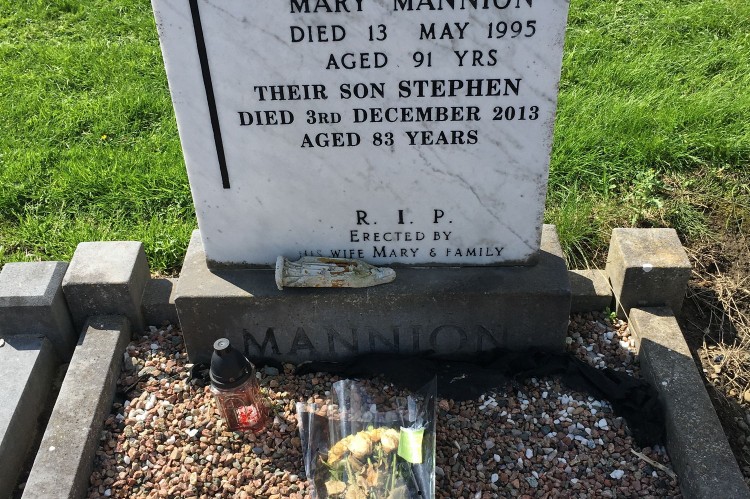 MARY MANNION
DIED 13 MAY 1995
AGED 91 YRS
THEIR SON STEPHEN
DIED 3RD DECEMBER 2013
AGED 83 YEARS
R. I. P.
ERECTED BY
HIS WIFE MARY & FAMILY
MANNION